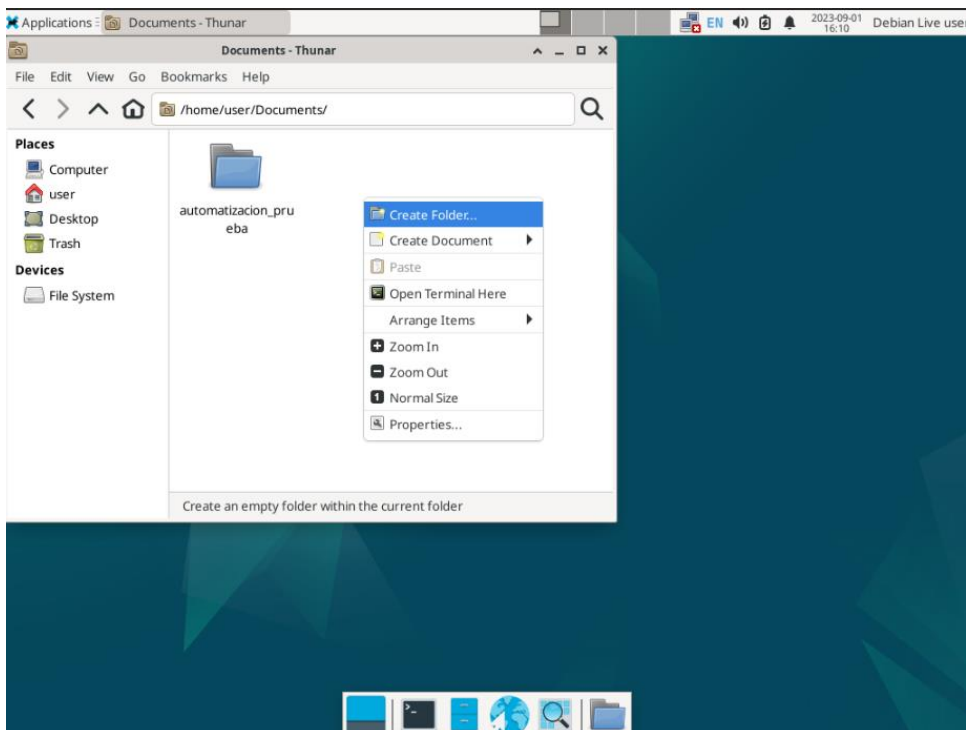 Applications
Documents - Thunar
EN
2023-09-01
16:10
Debian Live user
Documents - Thunar
File Edit View Go Bookmarks Help
/home/user/Documents/
Places
Computer
user
Desktop
Trash
Devices
File System
automatizacion_pru
eba
Create Folder...
Create Document
Paste
Open Terminal Here
Arrange Items
Zoom In
Zoom Out
1 Normal Size
Properties...
Create an empty folder within the current folder